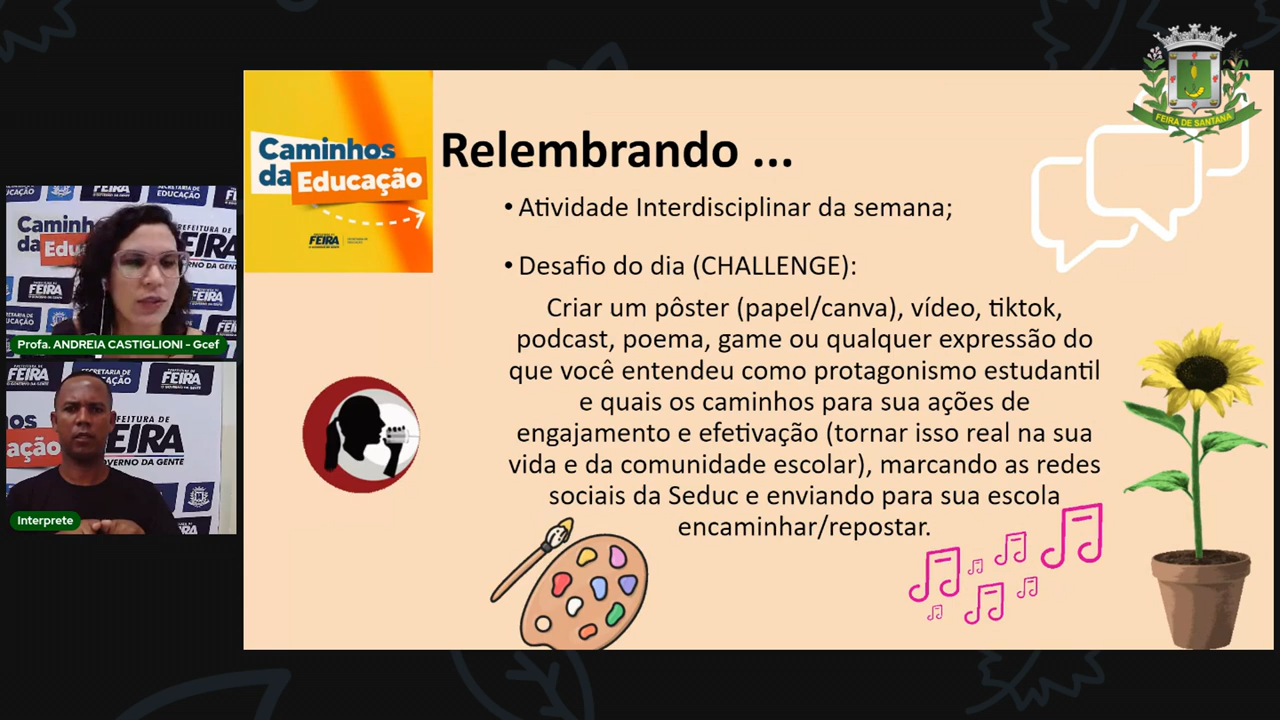 FEIRA DE SANTANA
Caminhos
da Educação
PREFEITURA DE
FEIRA
Relembrando ...
• Atividade Interdisciplinar da semana;
• Desafio do dia (CHALLENGE):
Criar um pôster (papel/canva), vídeo, tiktok,
podcast, poema, game ou qualquer expressão do
que você entendeu como protagonismo estudantil
e quais os caminhos para sua ações de
engajamento e efetivação (tornar isso real na sua
vida e da comunidade escolar), marcando as redes
sociais da Seduc e enviando para sua escola
encaminhar/repostar.
Profa. ANDREIA CASTIGLIONI - Gcef
Interprete